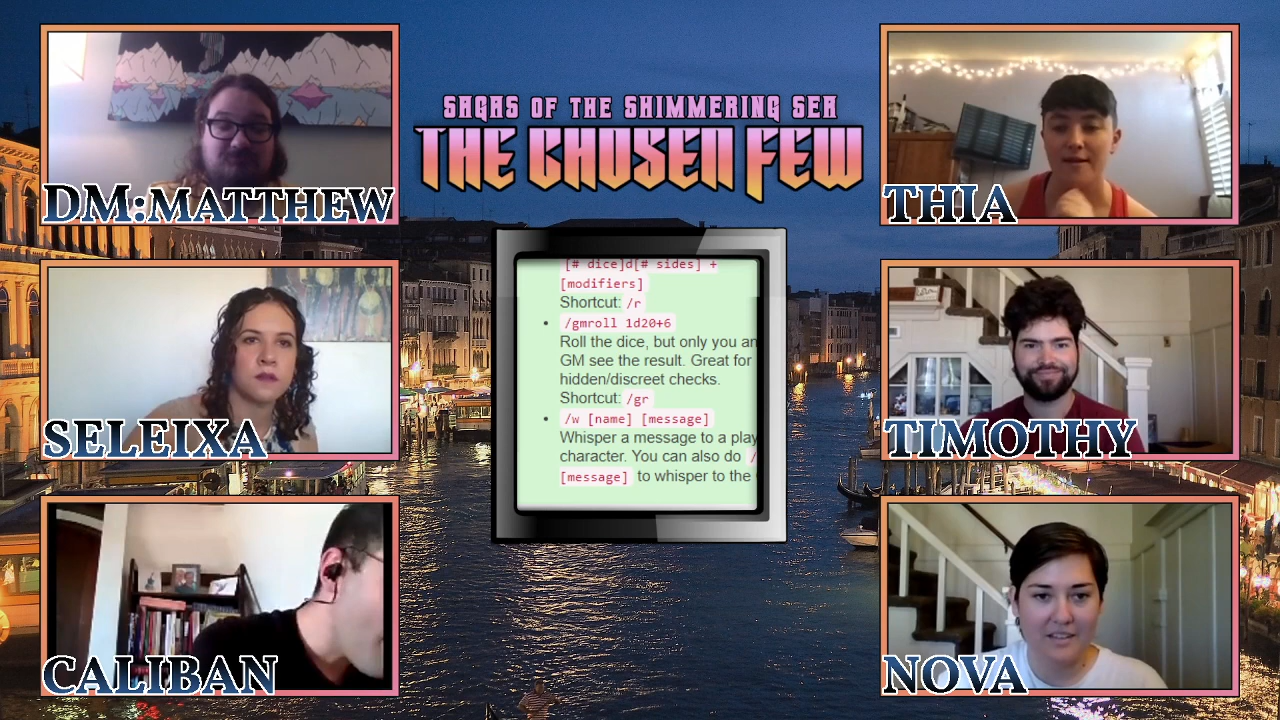 SAGAS OF THE SHIMMERING SEA
THE CHOSEN FEW
DM:MATTHEW
THIA
SELEIXA
TIMOTHY
CALIBAN
NOVA
[# dice]d[# sides] +
[modifiers]
Shortcut: /r
/gmroll 1d20+6
Roll the dice, but only you an
GM see the result. Great for
hidden/discreet checks.
Shortcut: /gr
/w [name] [message]
Whisper a message to a play
character. You can also do /
[message] to whisper to the